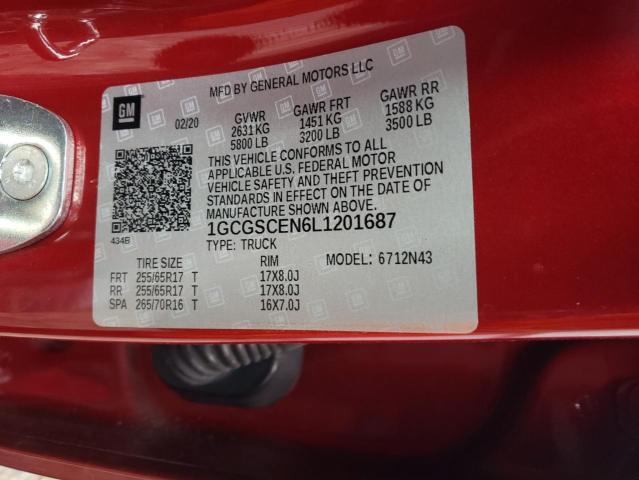 MFD BY GENERAL MOTORS LLC
GM
02/20
GVWR GAWR FRT GAWR RR
2631 KG 1451 KG 1588 KG
5800 LB 3200 LB 3500 LB
THIS VEHICLE CONFORMS TO ALL
APPLICABLE U.S. FEDERAL MOTOR
VEHICLE SAFETY AND THEFT PREVENTION
STANDARDS IN EFFECT ON THE DATE OF
MANUFACTURE SHOWN ABOVE.
1GCGSCEN6L1201687
434B
TYPE: TRUCK
TIRE SIZE RIM MODEL: 6712N43
FRT 255/65R17 T 17X8.0J
RR 255/65R17 T 17X8.0J
SPA 265/70R16 T 16X7.0J